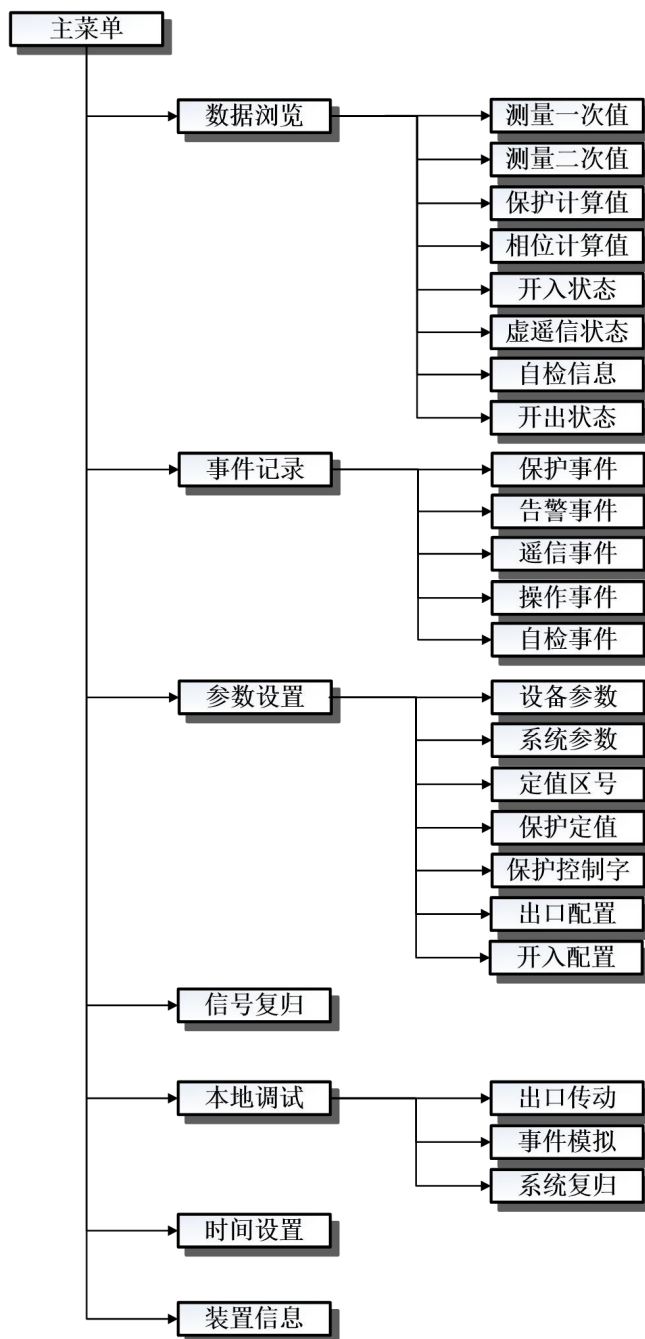 主菜单
数据浏览
测量一次值
测量二次值
保护计算值
相位计算值
开入状态
虚遥信状态
自检信息
开出状态
事件记录
保护事件
告警事件
遥信事件
操作事件
自检事件
参数设置
设备参数
系统参数
定值区号
保护定值
保护控制字
出口配置
开入配置
信号复归
本地调试
出口传动
事件模拟
系统复归
时间设置
装置信息